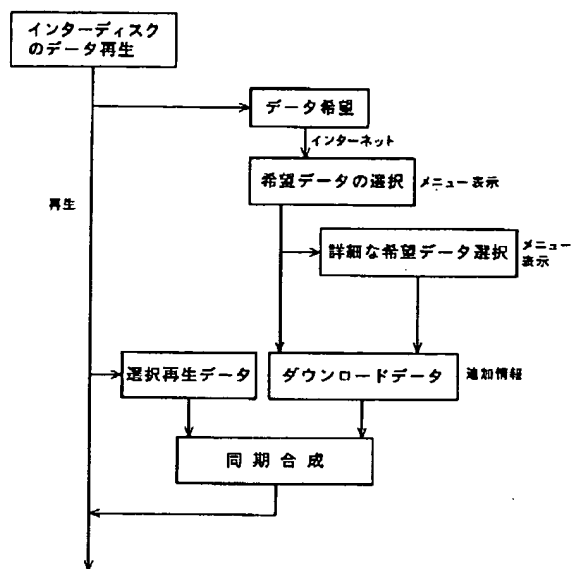 インターディスク
のデータ再生
データ希望
インターネット
希望データの選択
メニュー表示
再生
詳細な希望データ選択
メニュー
表示
選択再生データ
ダウンロードデータ
追加情報
同期合成